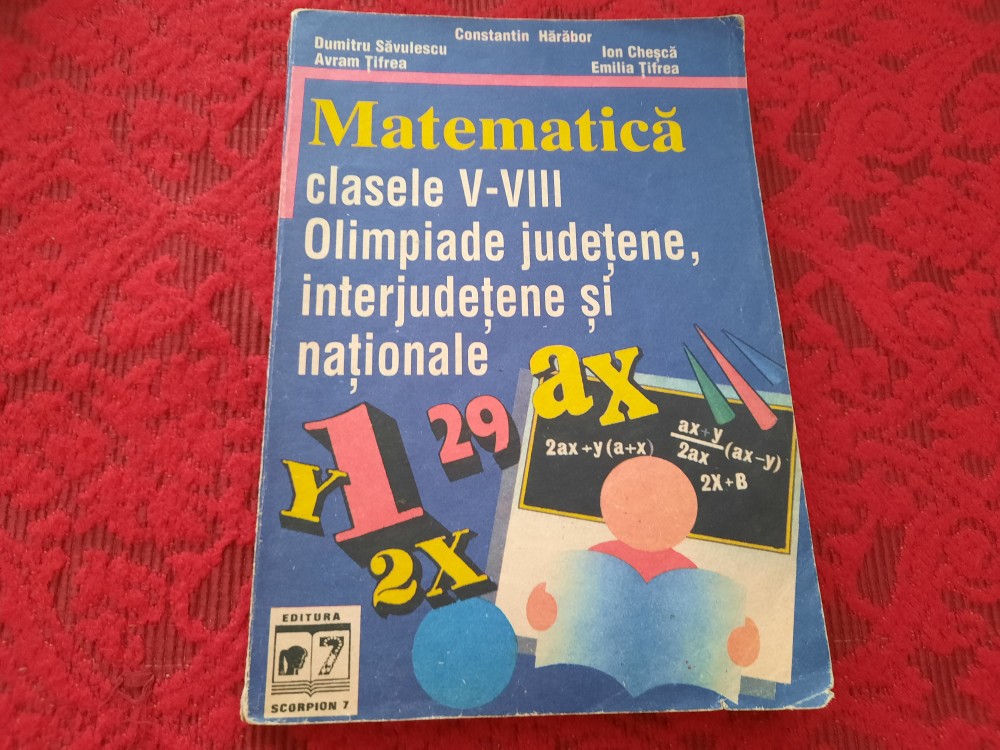 Constantin Hărăbor
Dumitru Săvulescu
Ion Cheșcă
Avram Țifrea
Emilia Țifrea
Matematică
clasele V-VIII
Olimpiade județene,
interjudețene și
naționale
ax
1
29
Y
2X
2ax+y(a+x)
ax+y
2ax
(ax-y)
2X+B
EDITURA
7
SCORPION 7